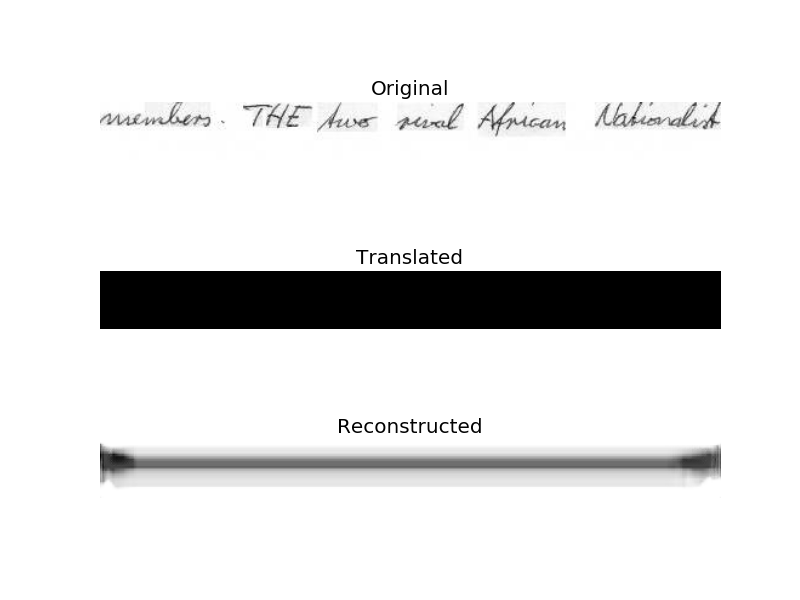 Original
members. THE two rival African Nationalist
Translated
Reconstructed